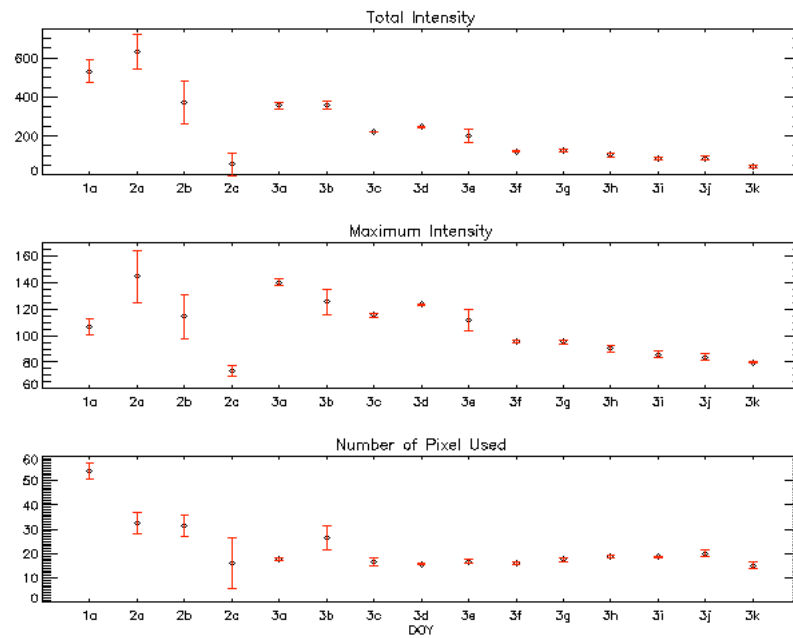 Total Intensity
600
400
200
0
1a 2a 2b 2a 3a 3b 3c 3d 3e 3f 3g 3h 3i 3j 3k
Maximum Intensity
160
140
120
100
80
60
1a 2a 2b 2a 3a 3b 3c 3d 3e 3f 3g 3h 3i 3j 3k
Number of Pixel Used
60
50
40
30
20
10
0
1a 2a 2b 2a 3a 3b 3c 3d 3e 3f 3g 3h 3i 3j 3k
DOY